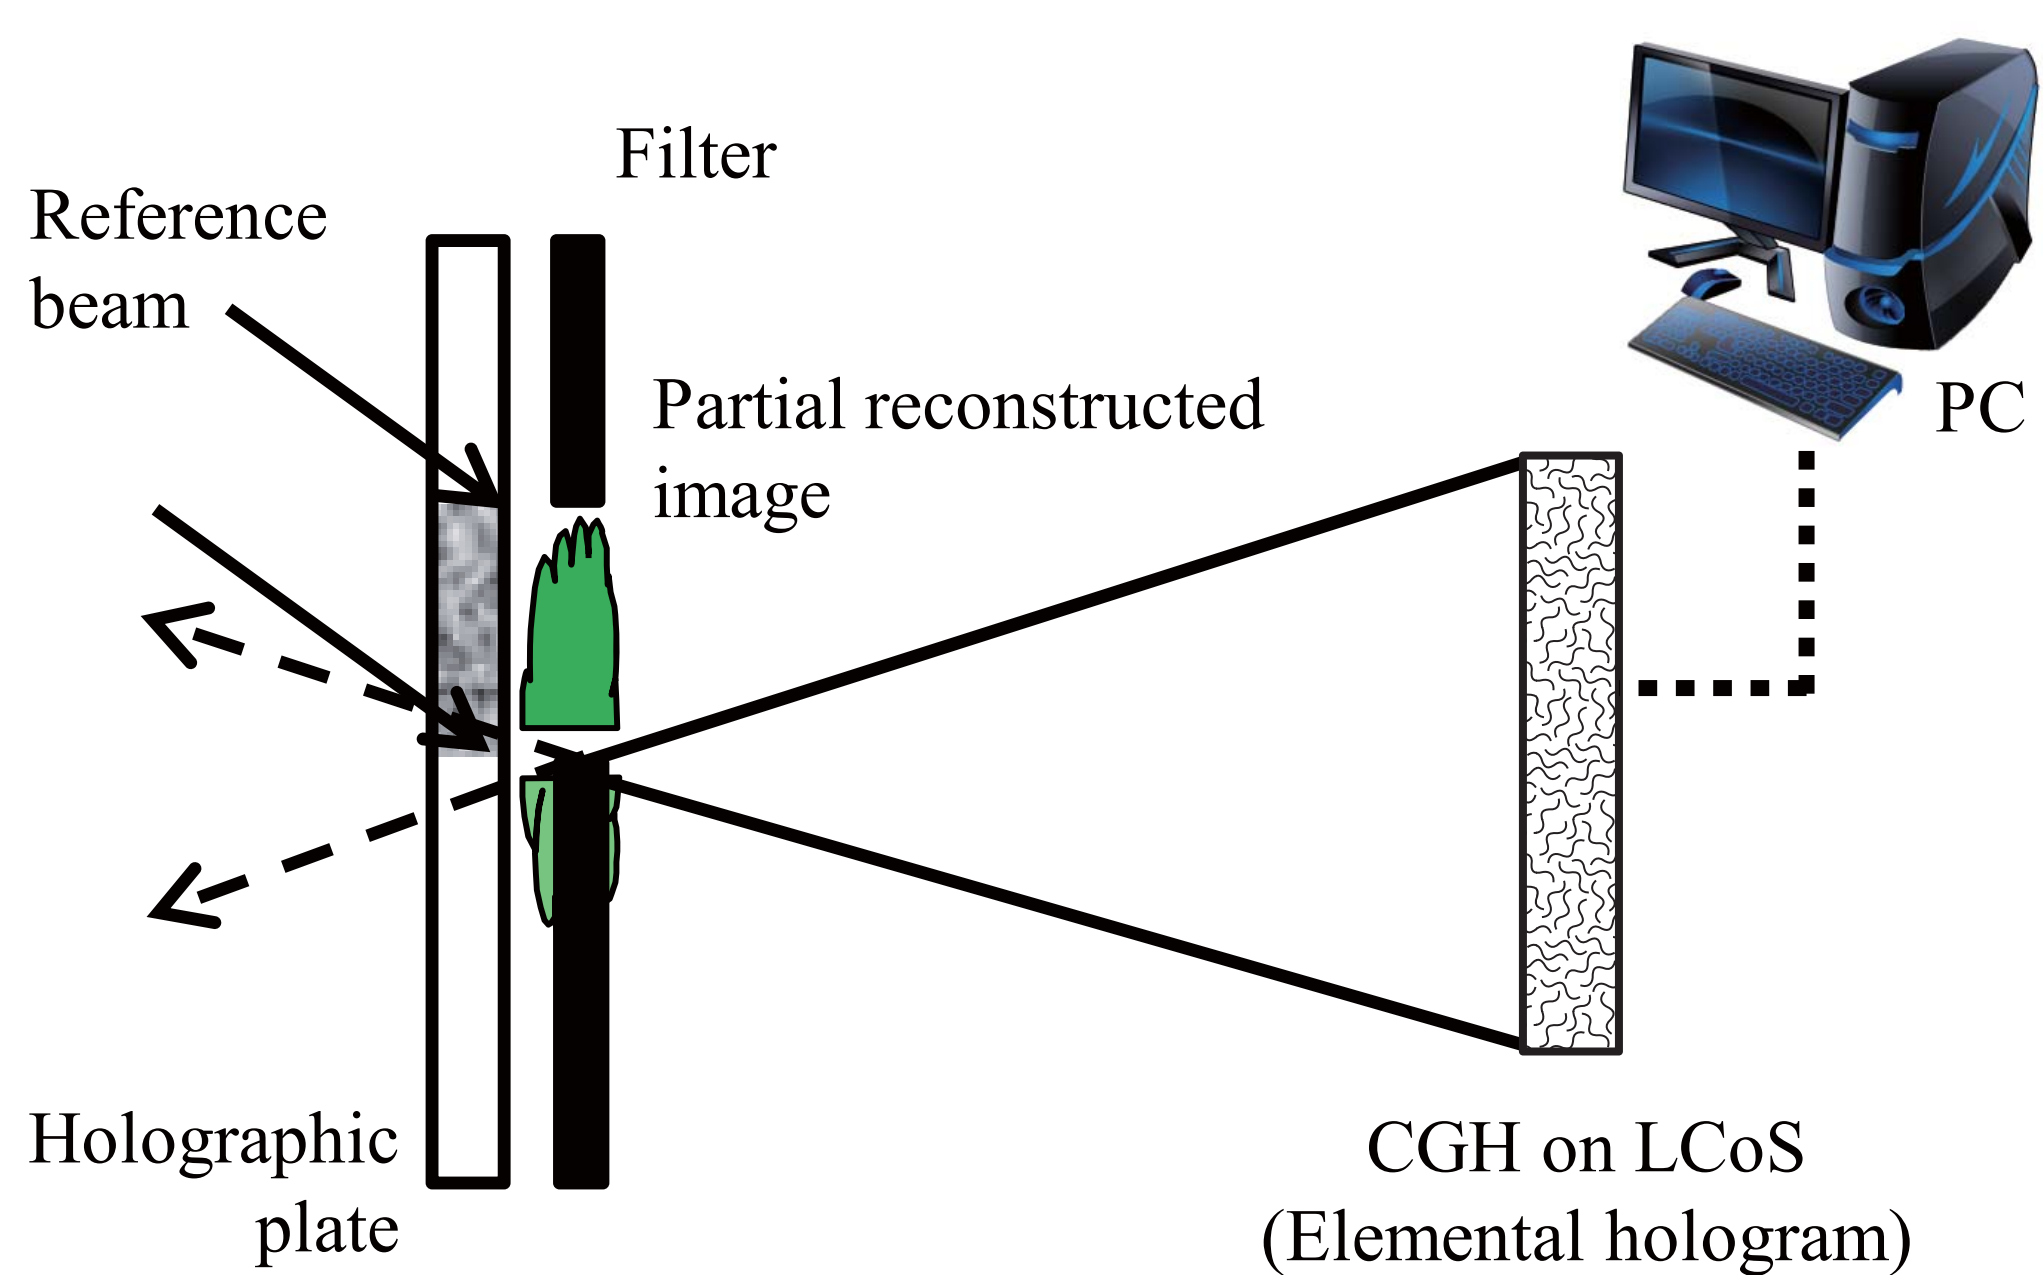 Filter
Reference
beam
Partial reconstructed
image
PC
Holographic
plate
CGH on LCoS
(Elemental hologram)